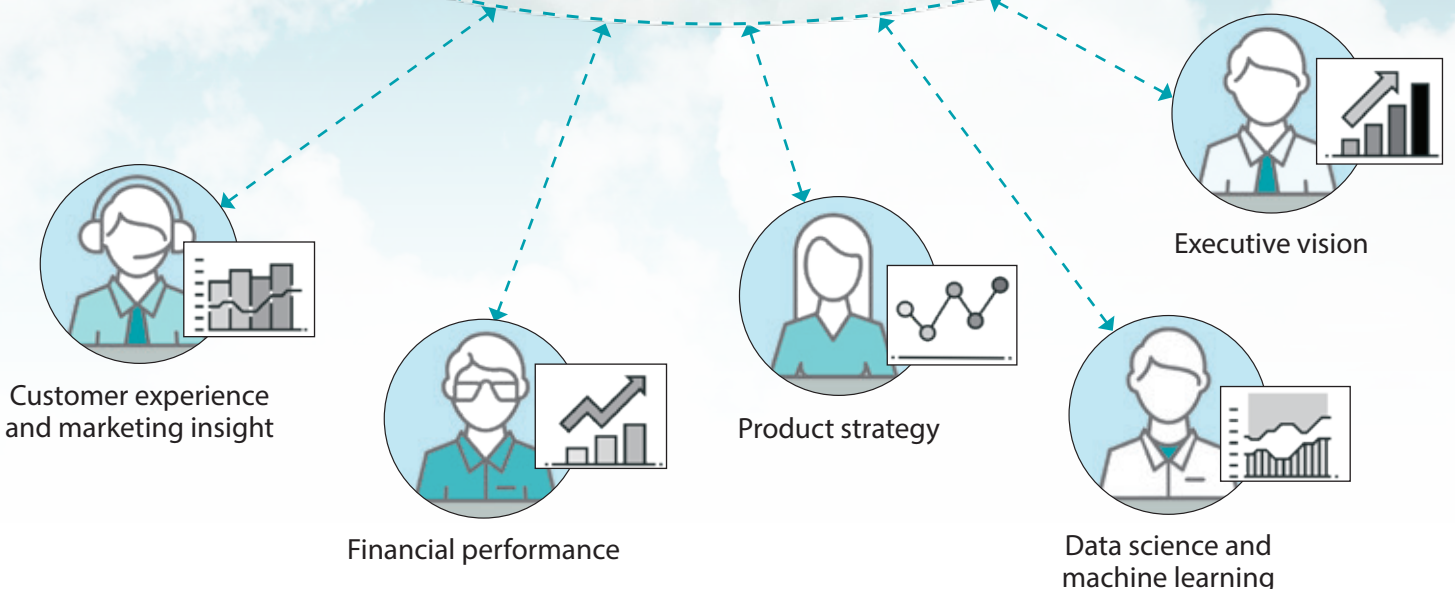 Executive vision
Customer experience
and marketing insight
Product strategy
Financial performance
Data science and
machine learning